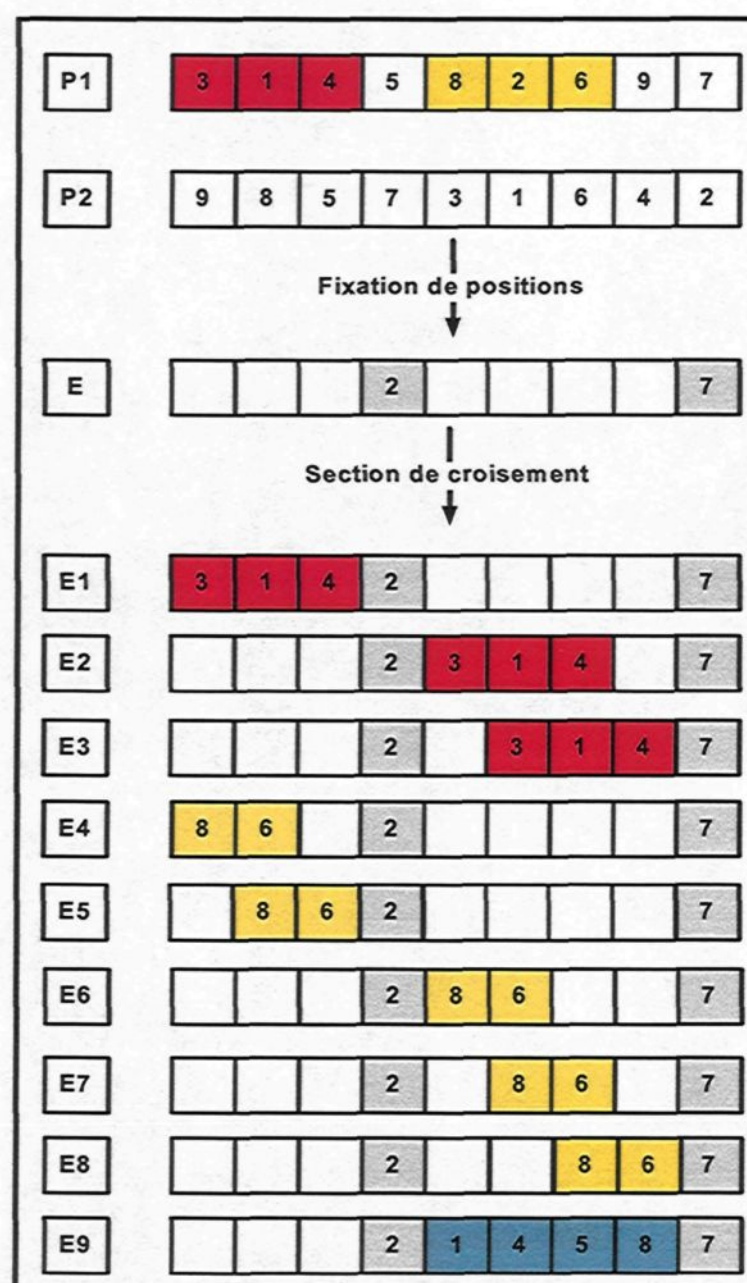 P1 3 1 4 5 8 2 6 9 7
P2 9 8 5 7 3 1 6 4 2
Fixation de positions
E 2 7
Section de croisement
E1 3 1 4 2 7
E2 2 3 1 4 7
E3 2 3 1 4 7
E4 8 6 2 7
E5 8 6 2 7
E6 2 8 6 7
E7 2 8 6 7
E8 2 8 6 7
E9 2 1 4 5 8 7